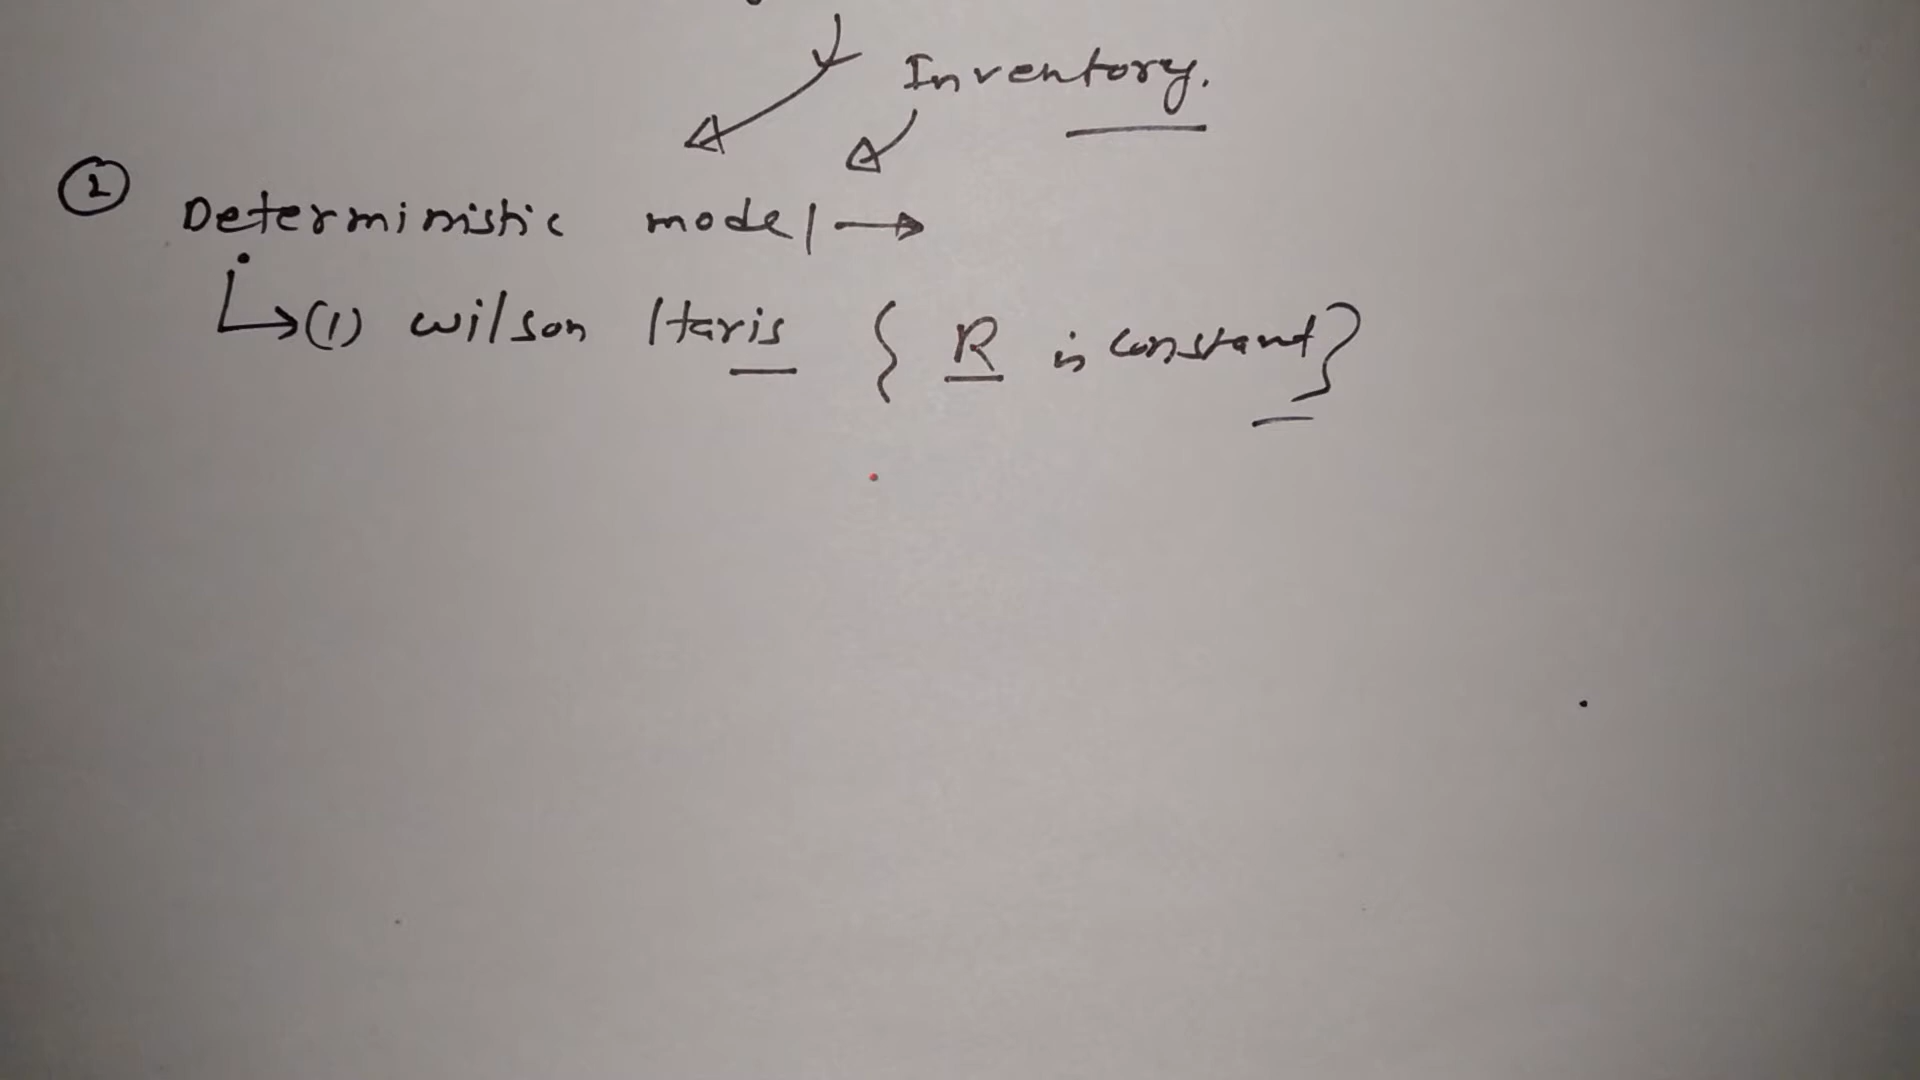 Inventory.
② Deterministic model →
↳ (1) wilson Haris { R is constant }